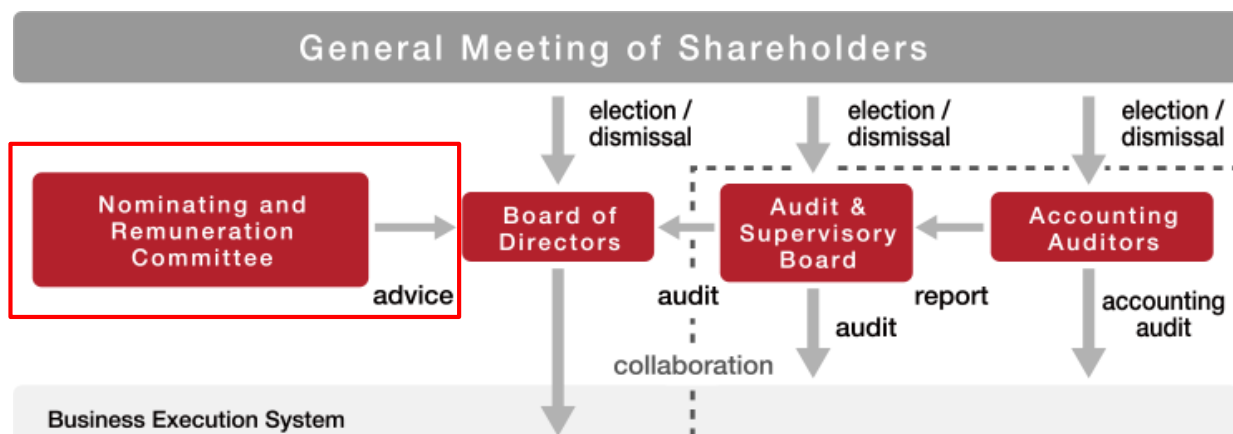 General Meeting of Shareholders
election /
dismissal
election /
dismissal
election /
dismissal
Nominating and
Remuneration
Committee
advice
Board of
Directors
audit
Audit &
Supervisory
Board
report
Accounting
Auditors
audit
accounting
audit
collaboration
Business Execution System